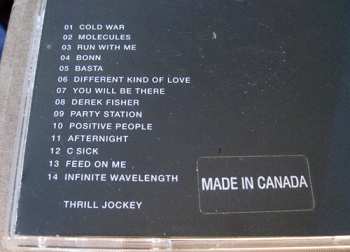 01 COLD WAR
02 MOLECULES
03 RUN WITH ME
04 BONN
05 BASTA
06 DIFFERENT KIND OF LOVE
07 YOU WILL BE THERE
08 DEREK FISHER
09 PARTY STATION
10 POSITIVE PEOPLE
11 AFTERNIGHT
12 C SICK
13 FEED ON ME
14 INFINITE WAVELENGTH
MADE IN CANADA
THRILL JOCKEY